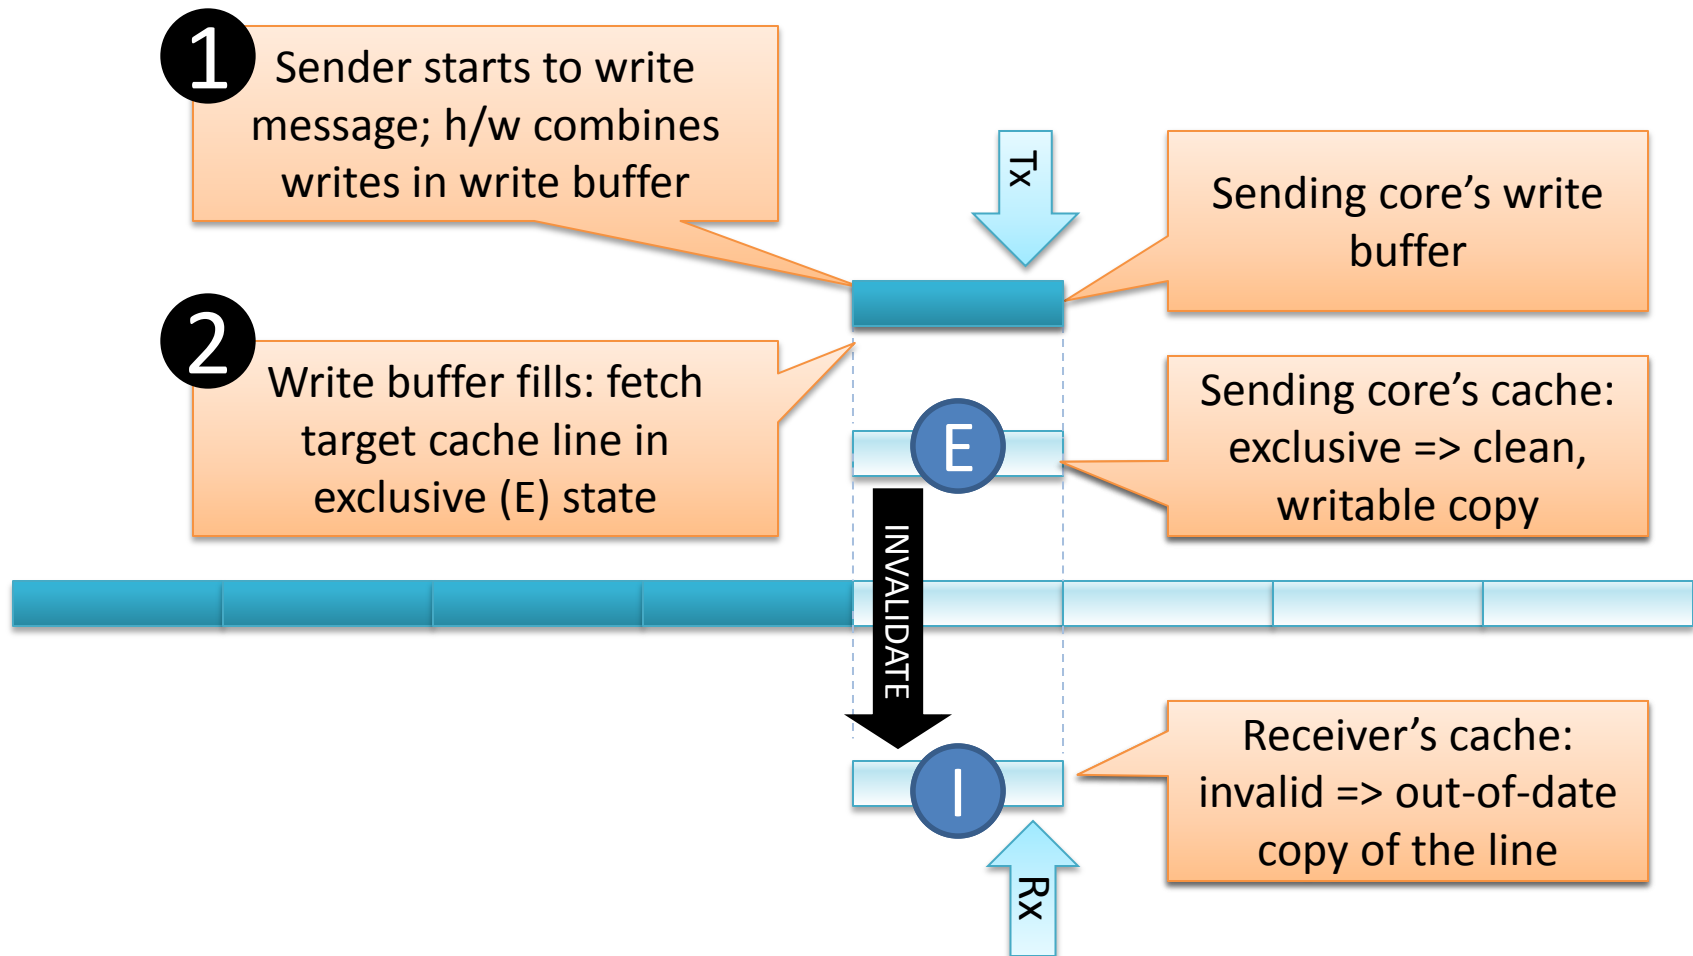 1
Sender starts to write
message; h/w combines
writes in write buffer
Tx
Sending core’s write
buffer
2
Write buffer fills: fetch
target cache line in
exclusive (E) state
E
Sending core’s cache:
exclusive => clean,
writable copy
INVALIDATE
I
Receiver’s cache:
invalid => out-of-date
copy of the line
Rx